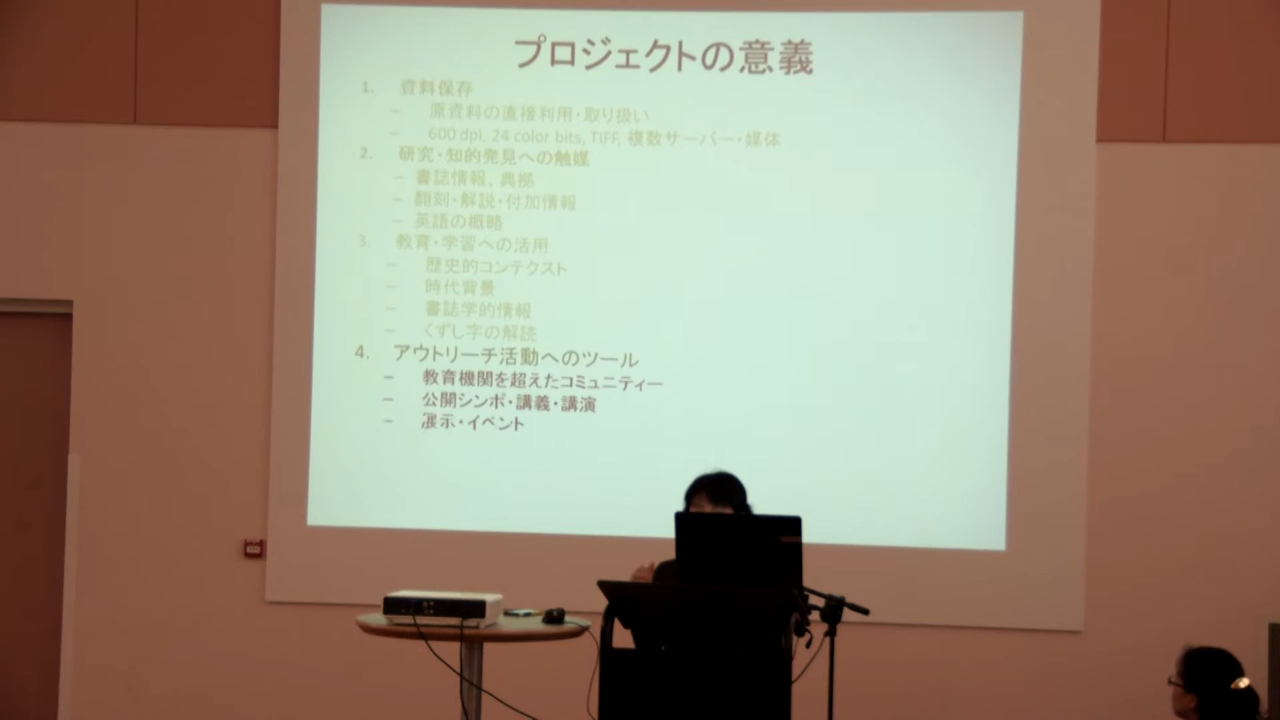 プロジェクトの意義
1. 資料保存
– 原資料の直接利用・取り扱い
– 600 dpi, 24 color bits, TIFF, 複数サーバー・媒体
2. 研究・知的発見への触媒
– 書誌情報、典拠
– 翻刻・解説・付加情報
– 英語の概略
3. 教育・学習への活用
– 歴史的コンテクスト
– 時代背景
– 書誌学的情報
– くずし字の解読
4. アウトリーチ活動へのツール
– 教育機関を超えたコミュニティー
– 公開シンポ・講義・講演
– 展示・イベント